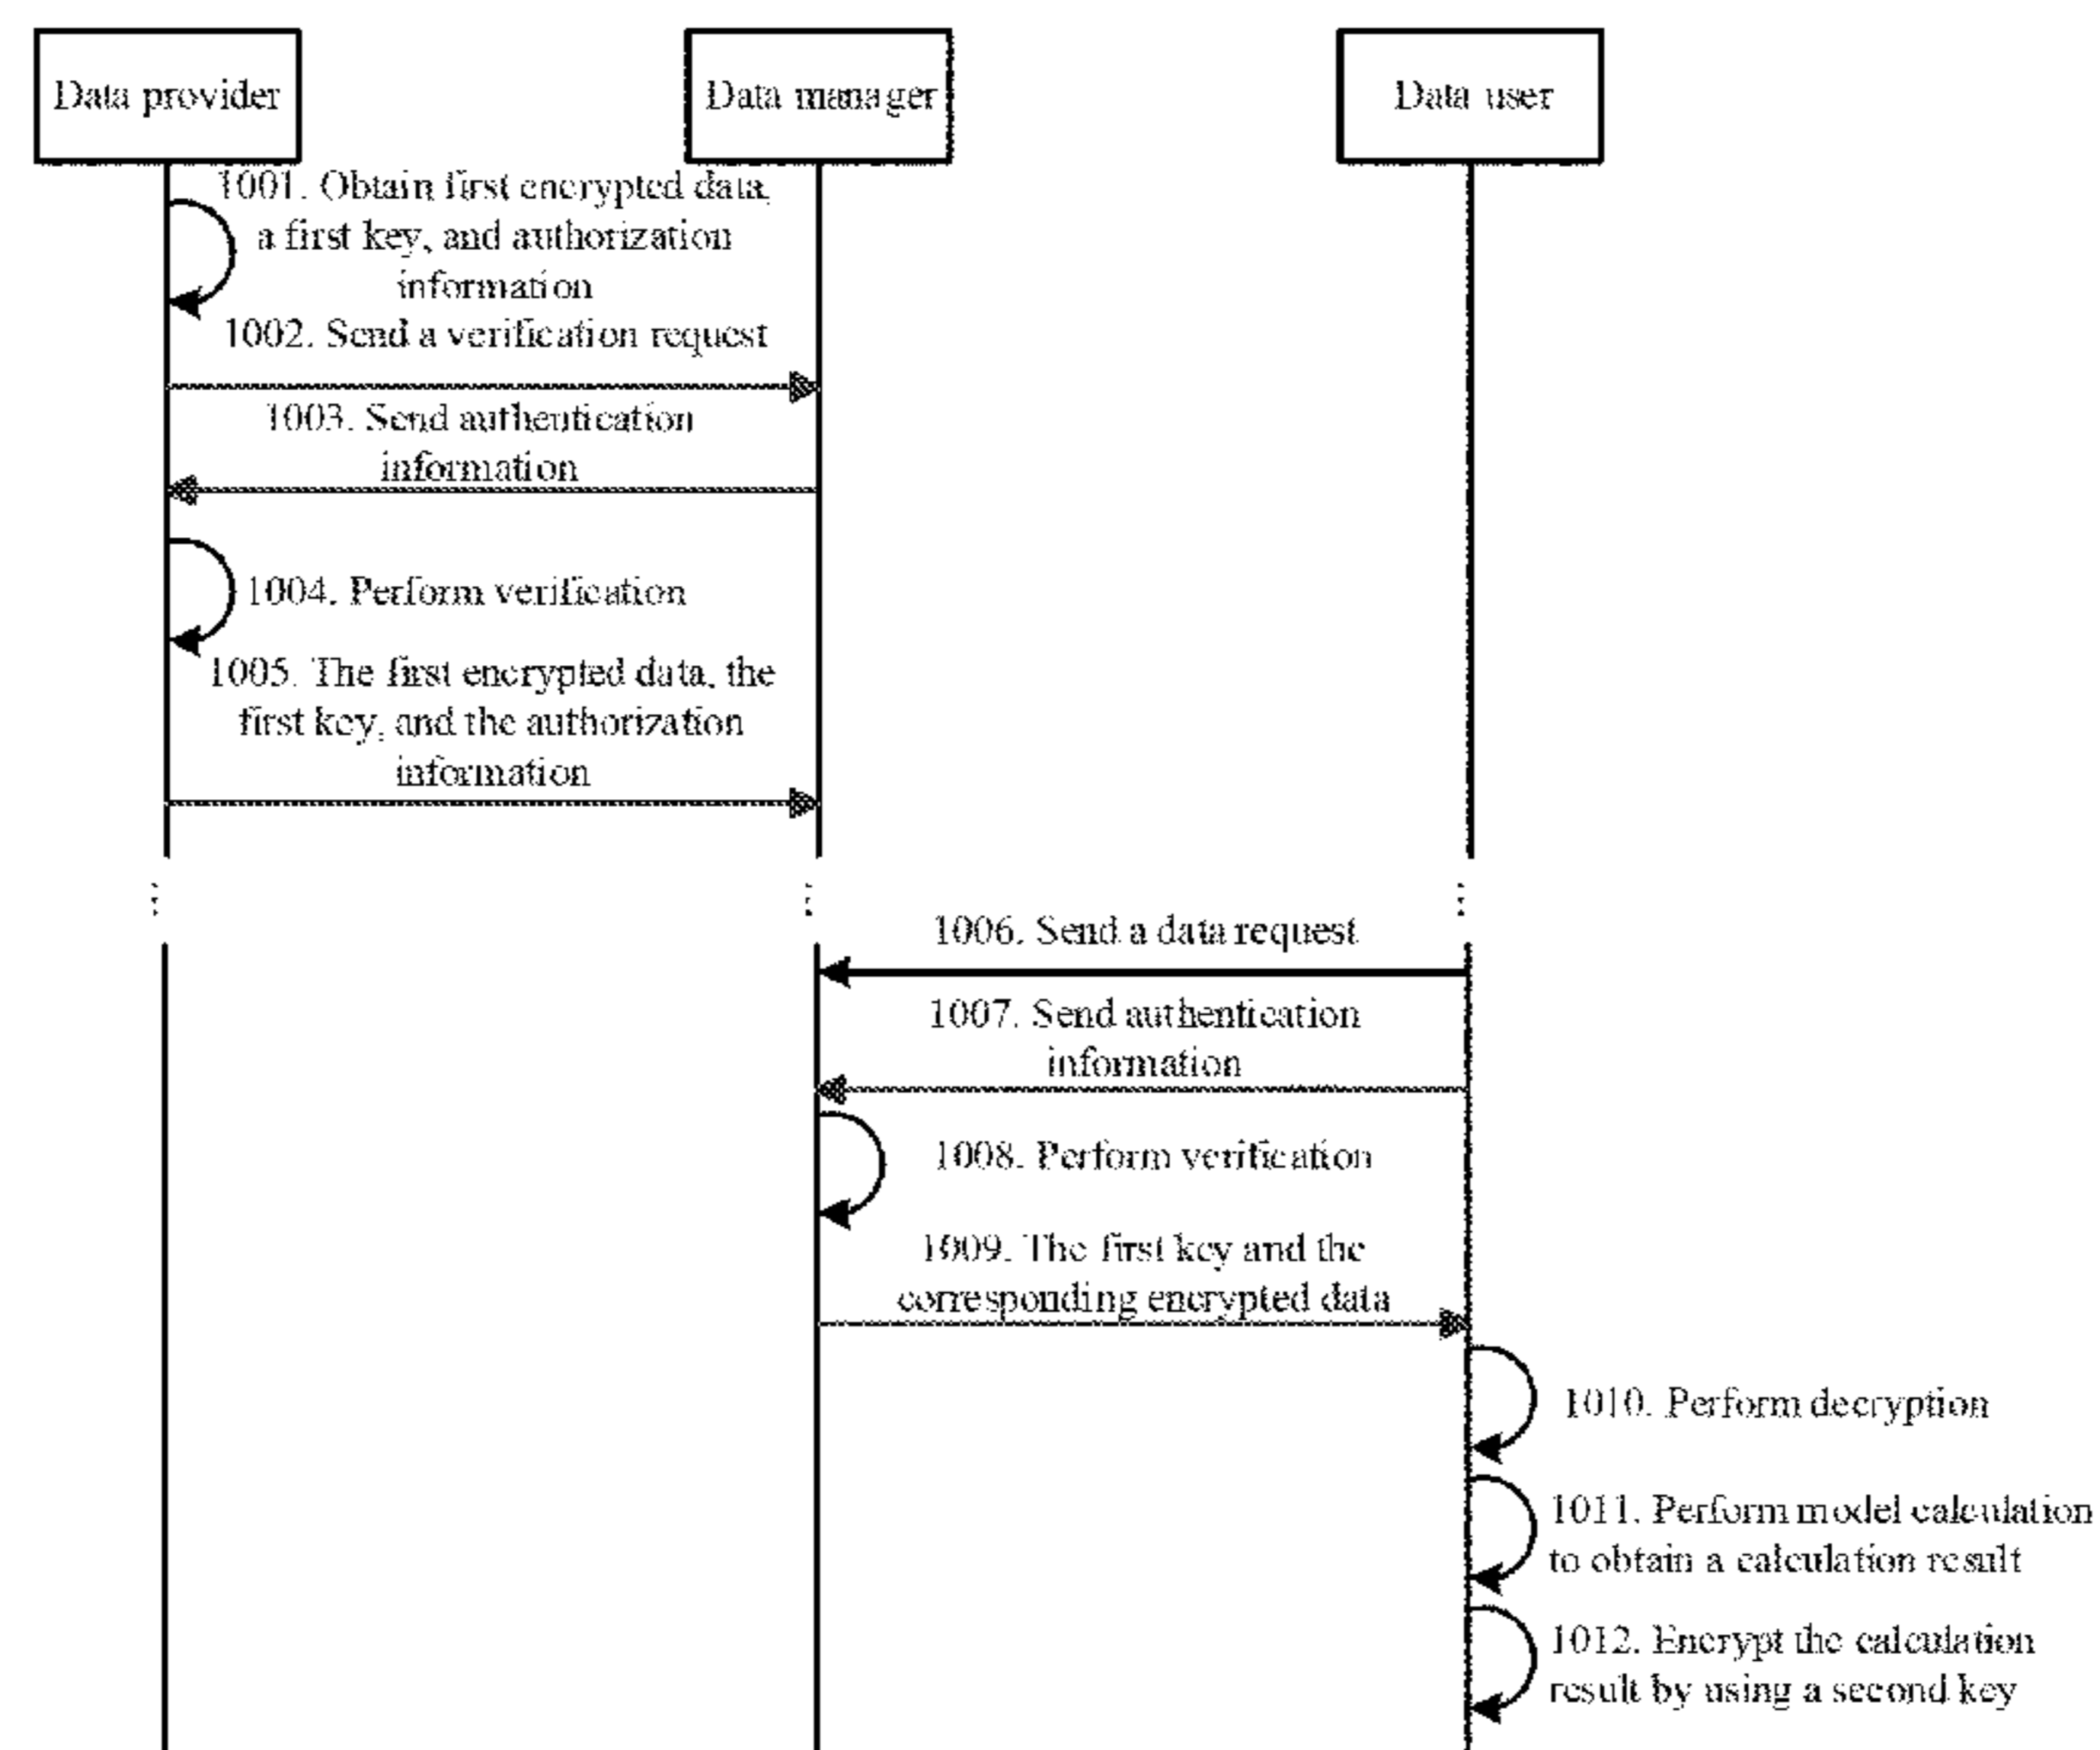 Data provider
Data manager
Data user
1001. Obtain first encrypted data,
a first key, and authorization
information
1002. Send a verification request
1003. Send authentication
information
1004. Perform verification
1005. The first encrypted data, the
first key, and the authorization
information
1006. Send a data request
1007. Send authentication
information
1008. Perform verification
1009. The first key and the
corresponding encrypted data
1010. Perform decryption
1011. Perform model calculation
to obtain a calculation result
1012. Encrypt the calculation
result by using a second key